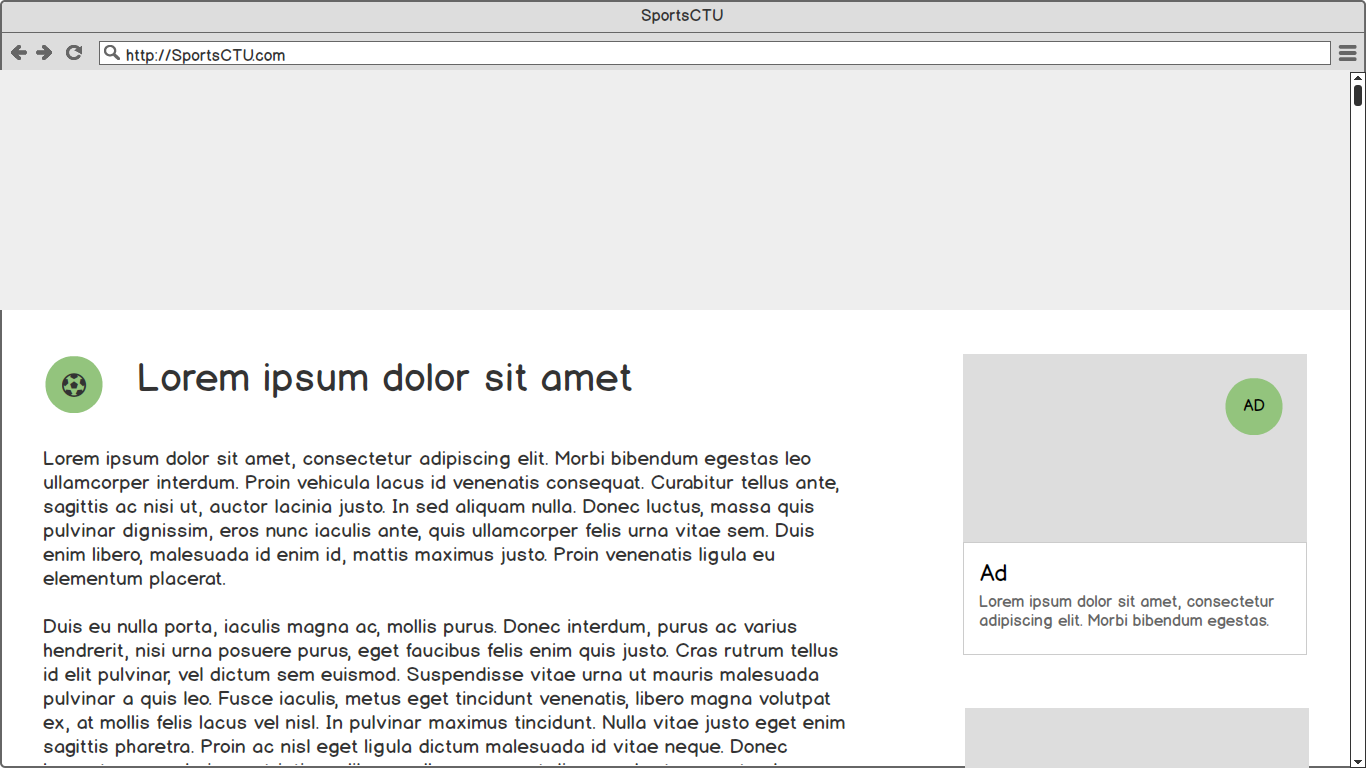 SportsCTU
http://SportsCTU.com
Lorem ipsum dolor sit amet
Lorem ipsum dolor sit amet, consectetur adipiscing elit. Morbi bibendum egestas leo
ullamcorper interdum. Proin vehicula lacus id venenatis consequat. Curabitur tellus ante,
sagittis ac nisi ut, auctor lacinia justo. In sed aliquam nulla. Donec luctus, massa quis
pulvinar dignissim, eros nunc iaculis ante, quis ullamcorper felis urna vitae sem. Duis
enim libero, malesuada id enim id, mattis maximus justo. Proin venenatis ligula eu
elementum placerat.
Duis eu nulla porta, iaculis magna ac, mollis purus. Donec interdum, purus ac varius
hendrerit, nisi urna posuere purus, eget faucibus felis enim quis justo. Cras rutrum tellus
id elit pulvinar, vel dictum sem euismod. Suspendisse vitae urna ut mauris malesuada
pulvinar a quis leo. Fusce iaculis, metus eget tincidunt venenatis, libero magna volutpat
ex, at mollis felis lacus vel nisl. In pulvinar maximus tincidunt. Nulla vitae justo eget enim
sagittis pharetra. Proin ac nisl eget ligula dictum malesuada id vitae neque. Donec
AD
Ad
Lorem ipsum dolor sit amet, consectetur
adipiscing elit. Morbi bibendum egestas.